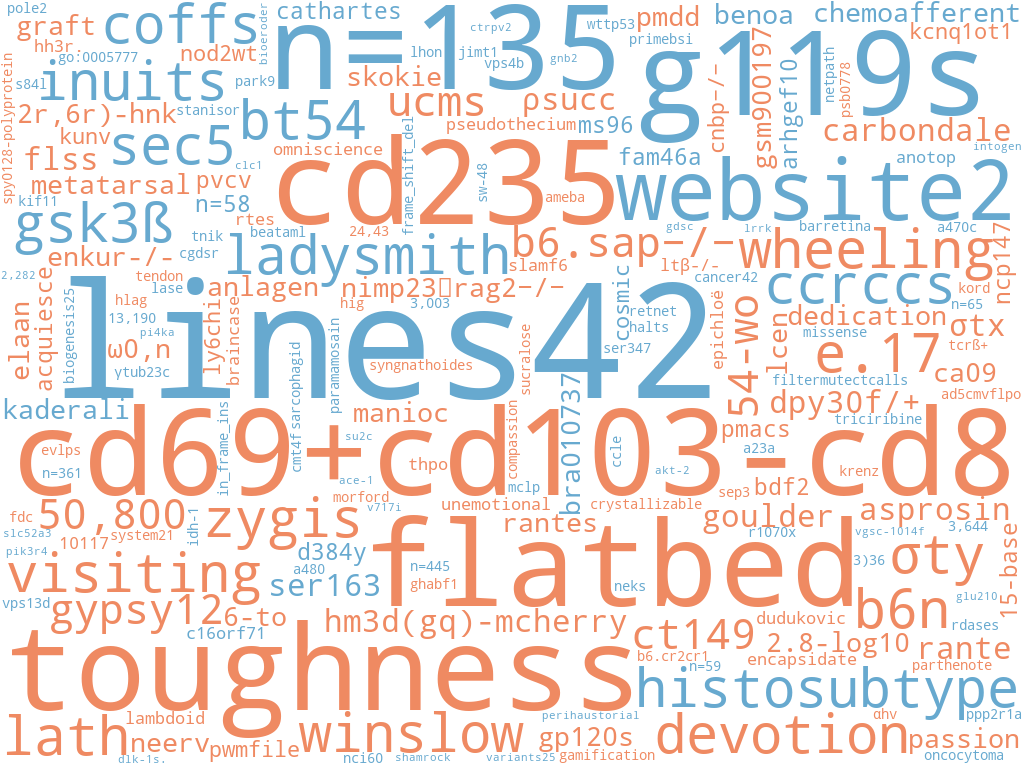 pole2
coffs
n=135
cathartes
ctrpv2
wttp53
pmdd
benoa
chemoafferent
graft
hh3r
go:0005777
nod2wt
bioeroder
lhon
jimt1
vps4b
gnb2
primebsi
g119s
kcnq1ot1
spy0128-polyprotein
s84l
inuits
park9
skokie
cnbp-/-
gsm900197
arhgef10
netpath
psb0778
2r,6r)-hnk
stanisor
bt54
ucms
ρsucc
kunv
sec5
omniscience
frame_shift_del
pseudothecium
ms96
carbondale
intogen
flss
clc1
cd235
sw-48
fam46a
anotop
metatarsal
pvcv
ameba
website2
kif11
n=58
gsk3ß
rtes
beataml
24,43
gdsc
lrrk
barretina
a470c
ncp147
tnik
cgdsr
ladysmith
b6.sap-/-
wheeling
enkur-/-
slamf6
ltβ-/-
2,282
tendon
lase
anlagen
nimp23▯rag2-/-
cosmic
cancer42
ccrccs
kord
biogenesis25
hlag
ly6chi
braincase
hig
3,003
retnet
epichloë
n=65
elaan
acquiesce
13,190
pi4ka
lines42
halts
54-wo
lcen
dedication
missense
σtx
ω0,n
sarcophagid
paramamosain
sucralose
ser347
e.17
tcrß+
ytub23c
syngnathoides
filtermutectcalls
ca09
ad5cmvflpo
kaderali
in_frame_ins
cmt4f
manioc
compassion
bra010737
dpy30f/+
triciribine
cd69+cd103-cd8
su2c
ccle
pmacs
a23a
evlps
n=361
thpo
ace-1
akt-2
krenz
mclp
sep3
bdf2
morford
v717i
unemotional
crystallizable
fdc
50,800
idh-1
zygis
rantes
goulder
asprosin
slc52a3
system21
10117
flatbed
r1070x
vgsc-1014f
3,644
15-base
pik3r4
d384y
visiting
a480
n=445
3)36
σty
ser163
ghabf1
neks
glu210
vps13d
gypsy12
6-to
b6n
c16orf71
hm3d(gq)-mcherry
ct149
dudukovic
rdases
2.8-log10
rante
toughness
b6.cr2cr1
n=59
encapsidate
parthenote
histosubtype
lath
lambdoid
perihaustorial
αhv
ppp2r1a
neerv
pwmfile
winslow
gp120s
devotion
passion
dlk-1s.
nci60
shamrock
variants25
gamification
oncocytoma